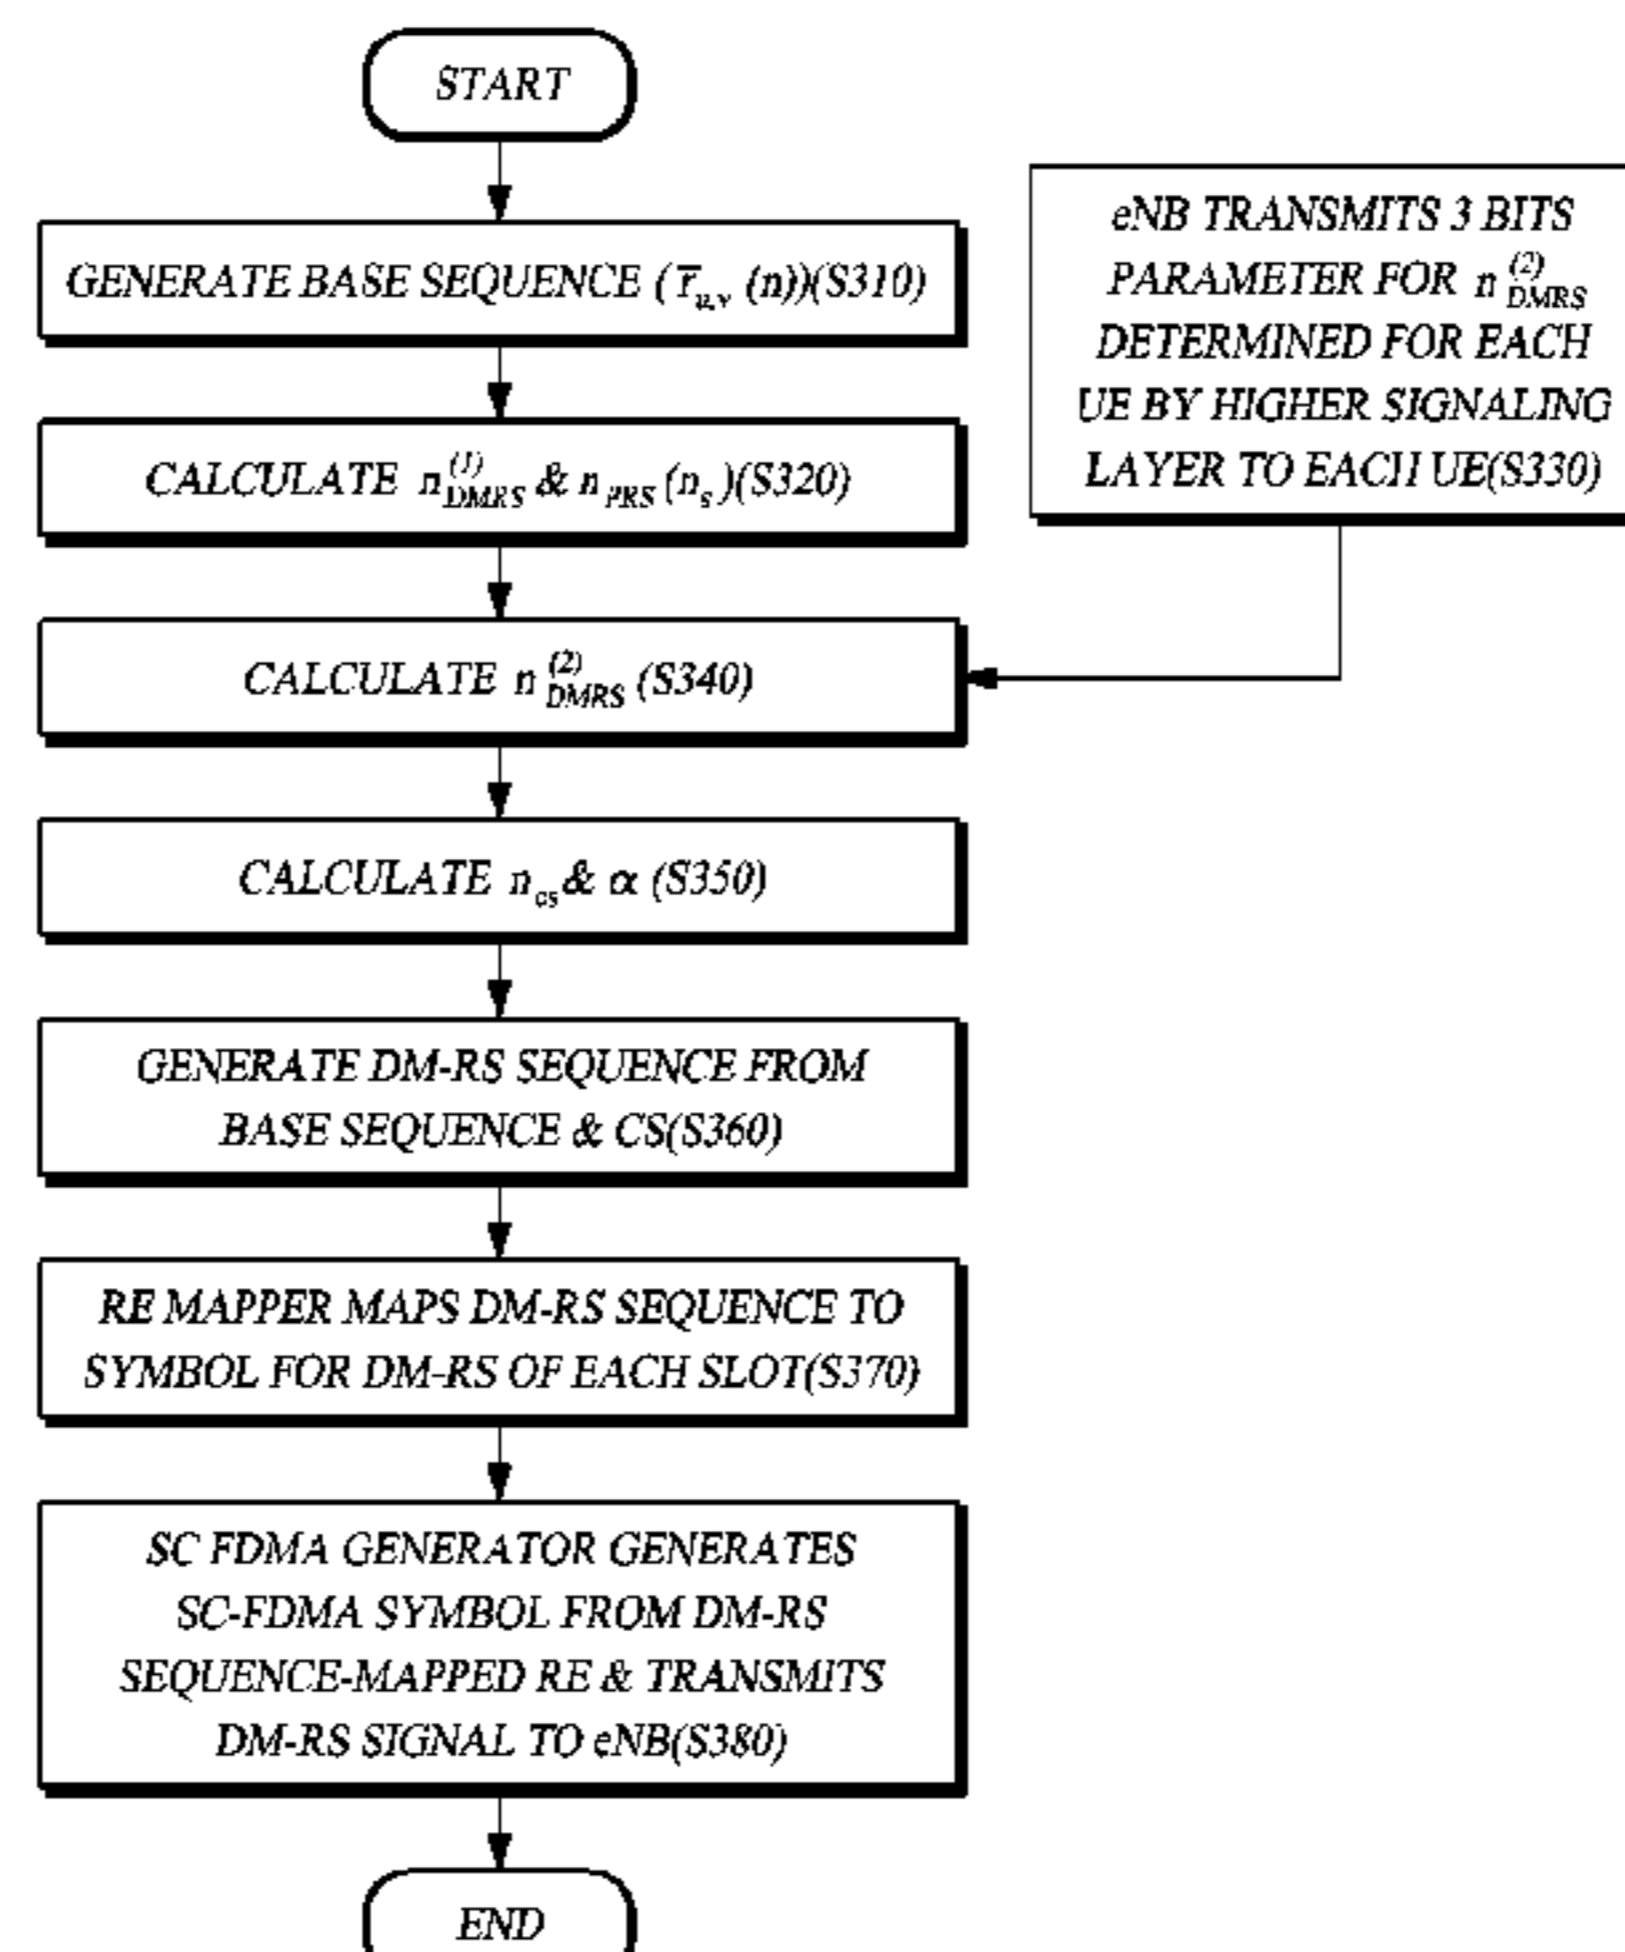 START
GENERATE BASE SEQUENCE ( r̅ u,v (n))(S310)
CALCULATE n (1) DMRS & n PRS (n s )(S320)
eNB TRANSMITS 3 BITS
PARAMETER FOR n (2) DMRS
DETERMINED FOR EACH
UE BY HIGHER SIGNALING
LAYER TO EACH UE(S330)
CALCULATE n (2) DMRS (S340)
CALCULATE n cs & α (S350)
GENERATE DM-RS SEQUENCE FROM
BASE SEQUENCE & CS(S360)
RE MAPPER MAPS DM-RS SEQUENCE TO
SYMBOL FOR DM-RS OF EACH SLOT(S370)
SC FDMA GENERATOR GENERATES
SC-FDMA SYMBOL FROM DM-RS
SEQUENCE-MAPPED RE & TRANSMITS
DM-RS SIGNAL TO eNB(S380)
END